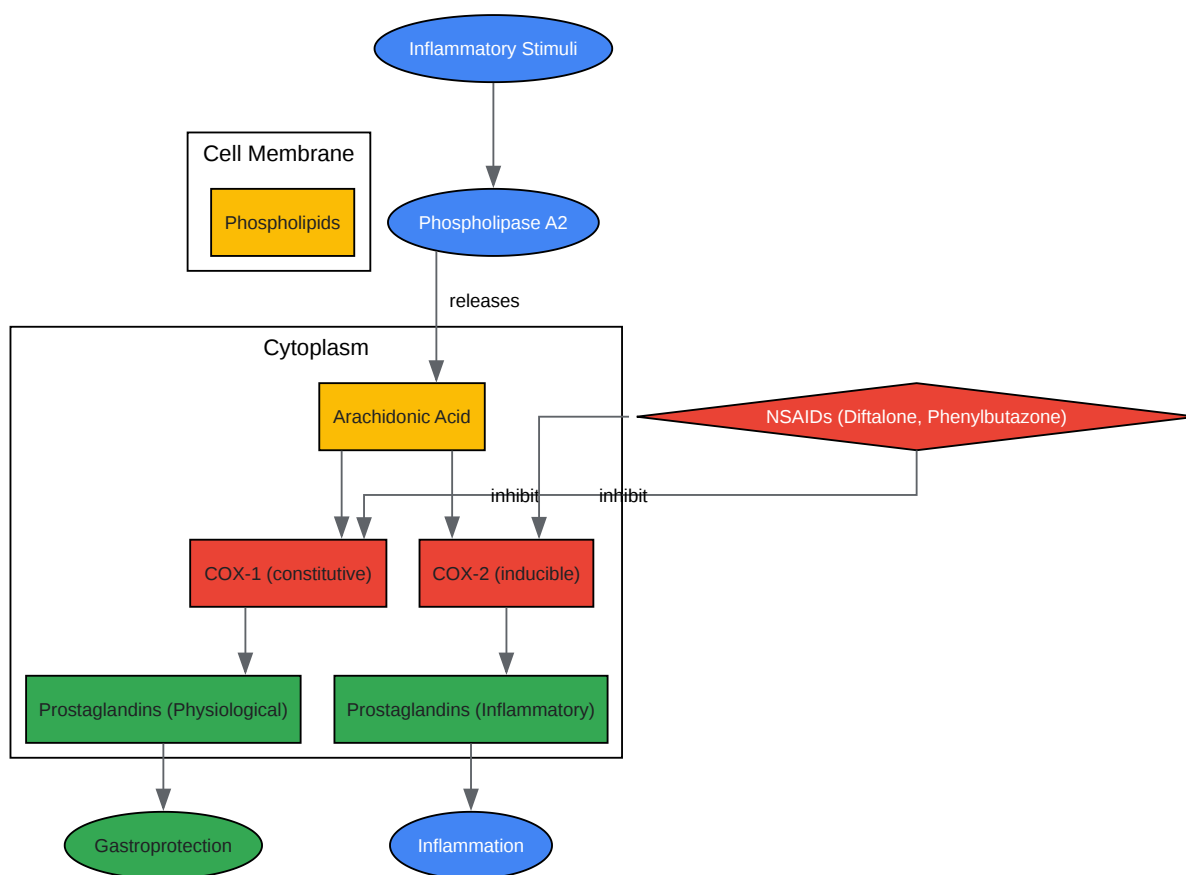 Inflammatory Stimuli
Cell Membrane
Phospholipids
Phospholipase A2
releases
Cytoplasm
Arachidonic Acid
NSAIDs (Diftalone, Phenylbutazone)
inhibit
inhibit
COX-1 (constitutive)
COX-2 (inducible)
Prostaglandins (Physiological)
Prostaglandins (Inflammatory)
Gastroprotection
Inflammation